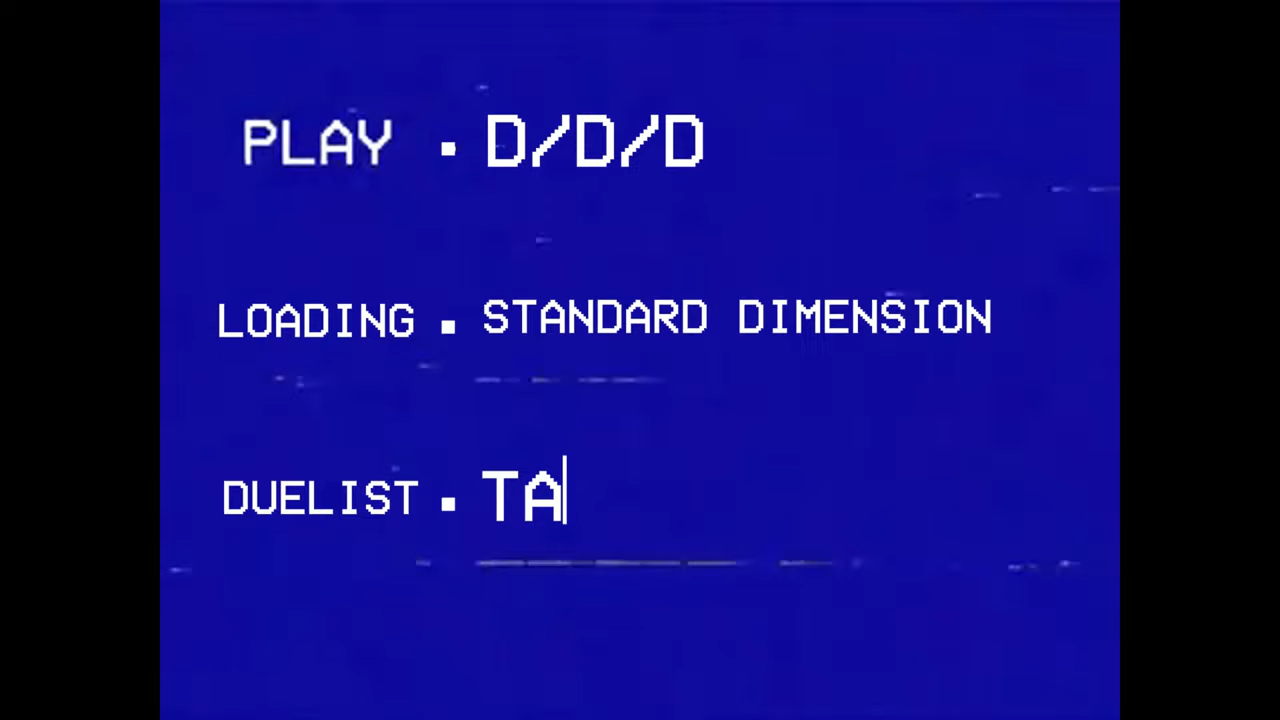 PLAY . D/D/D
LOADING . STANDARD DIMENSION
DUELIST . TA